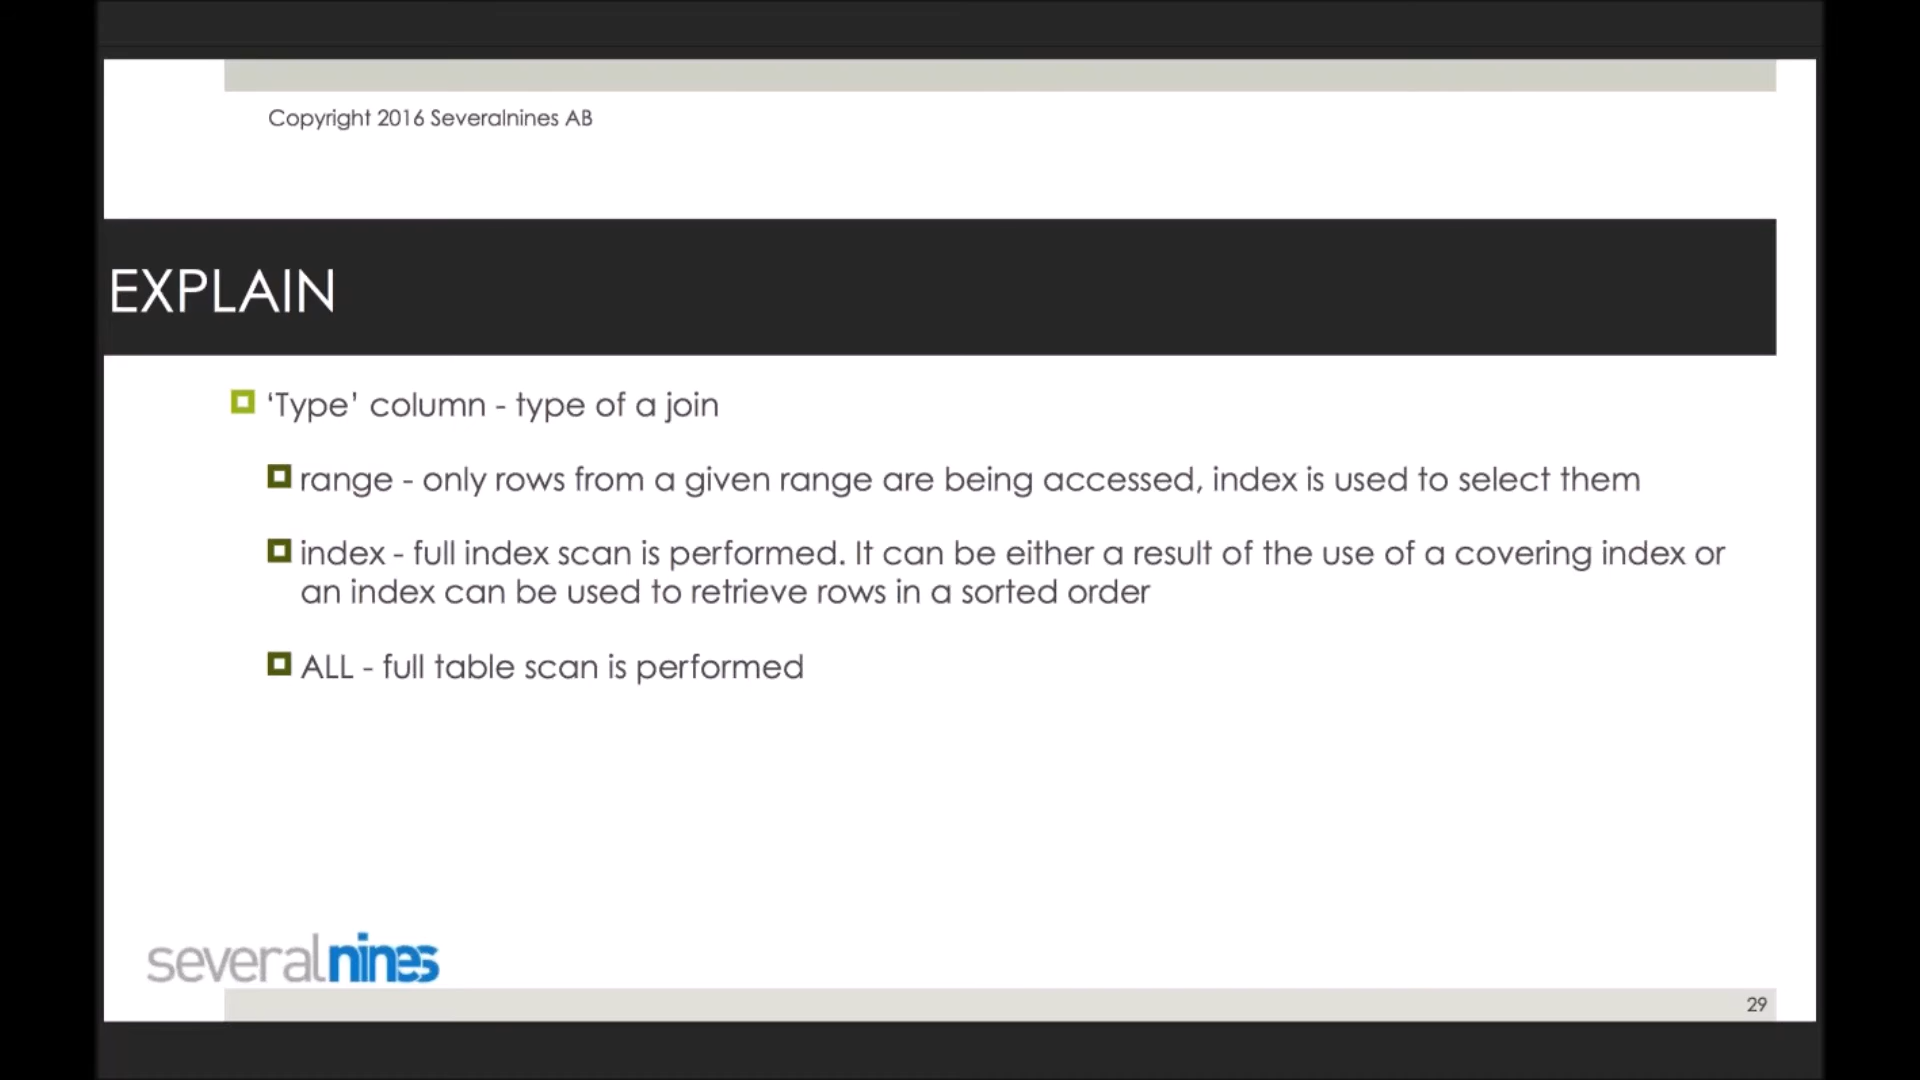 Copyright 2016 Severalnines AB
EXPLAIN
‘Type’ column - type of a join
range - only rows from a given range are being accessed, index is used to select them
index - full index scan is performed. It can be either a result of the use of a covering index or
an index can be used to retrieve rows in a sorted order
ALL - full table scan is performed
severalnines
29